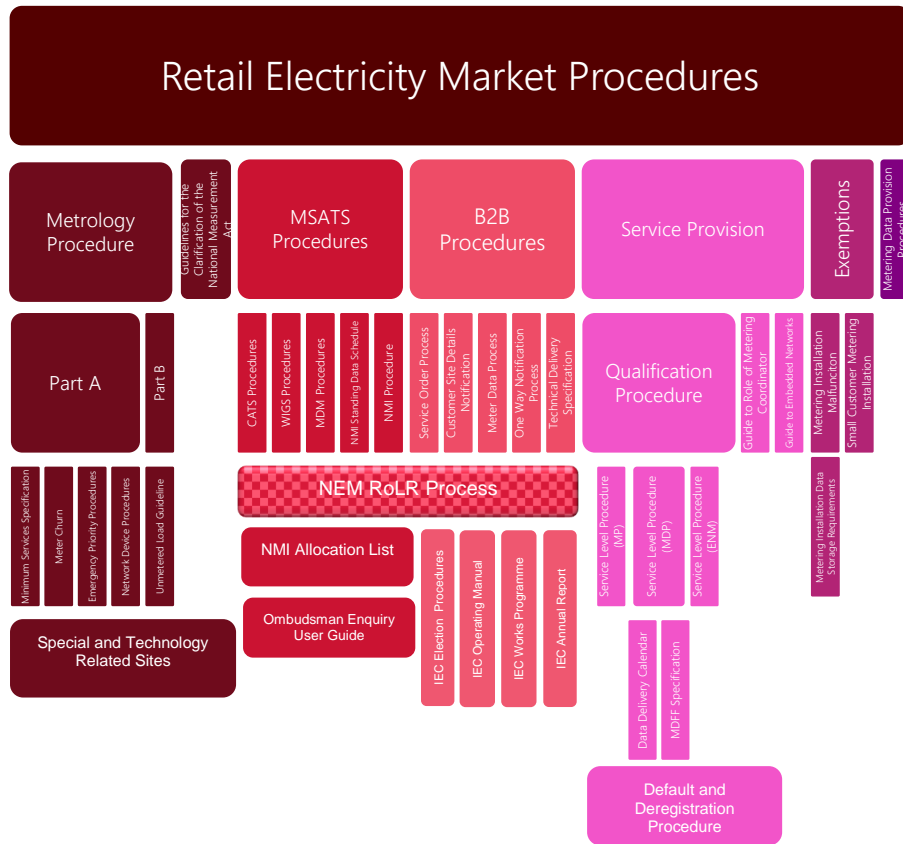 Retail Electricity Market Procedures
Metrology
Procedure
Guidelines for the
Clarification of the
National Measurement
Act
MSATS
Procedures
B2B
Procedures
Service Provision
Exemptions
Metering Data Provision
Procedures
Part A
Part B
CATS Procedures
WIGS Procedures
MDM Procedures
NMI Standing Data Schedule
NMI Procedure
Service Order Process
Customer Site Details
Notification
Meter Data Process
One Way Notification
Process
Technical Delivery
Specification
Qualification
Procedure
Guide to Role of Metering
Coordinator
Guide to Embedded Networks
Metering Installation
Malfunciton
Small Customer Metering
Installation
Minimum Services Specification
Meter Churn
Emergency Priority Procedures
Network Device Procedures
Unmetered Load Guideline
NEM RoLR Process
Service Level Procedure
(MP)
Service Level Procedure
(MDP)
Service Level Procedure
(ENIM)
Metering Installation Data
Storage Requirements
NMI Allocation List
Ombudsman Enquiry
User Guide
IEC Election Procedures
IEC Operating Manual
IEC Works Programme
IEC Annual Report
Special and Technology
Related Sites
Data Delivery Calendar
MDFF Specification
Default and
Deregistration
Procedure